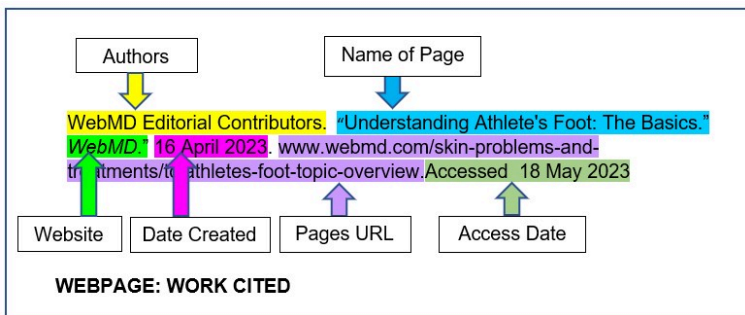 Authors
Name of Page
WebMD Editorial Contributors. “Understanding Athlete's Foot: The Basics.”
WebMD.” 16 April 2023. www.webmd.com/skin-problems-and-
athletes-foot-topic-overview.Accessed 18 May 2023
Website
Date Created
Pages URL
Access Date
WEBPAGE: WORK CITED